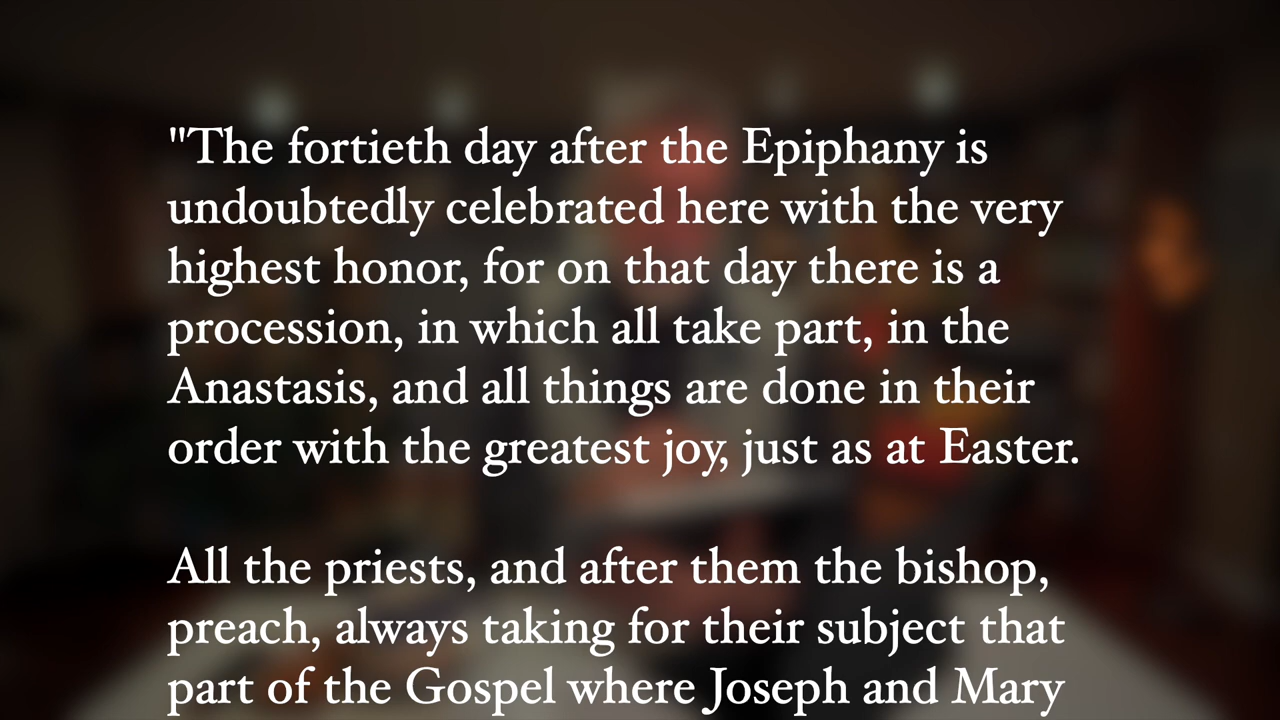 "The fortieth day after the Epiphany is
undoubtedly celebrated here with the very
highest honor, for on that day there is a
procession, in which all take part, in the
Anastasis, and all things are done in their
order with the greatest joy, just as at Easter.
All the priests, and after them the bishop,
preach, always taking for their subject that
part of the Gospel where Joseph and Mary